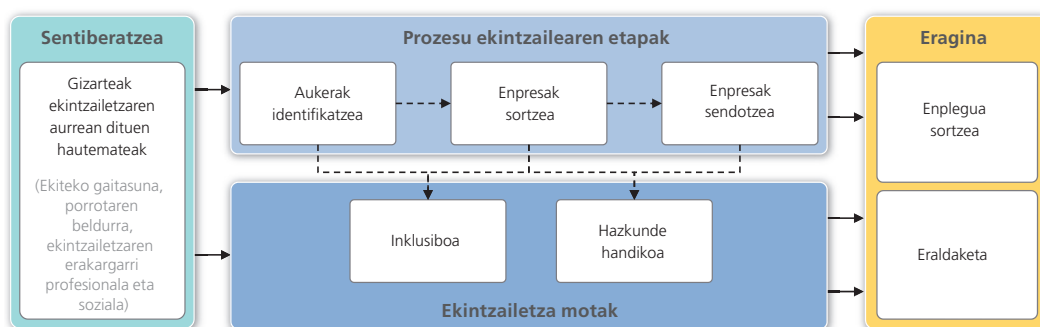 Sentiberatzea
Gizarteak
ekintzailetzaren
aurrean dituen
hautemateak
(Ekiteko gaitasuna,
porrotaren
beldurra,
ekintzailetzaren
erakargarri
profesionala eta
soziala)
Prozesu ekintzailearen etapak
Aukerak
identifikatzea
Enpresak
sortzea
Enpresak
sendotzea
Inklusiboa
Hazkunde
handikoa
Ekintzailetza motak
Eragina
Enplegua
sortzea
Eraldaketa